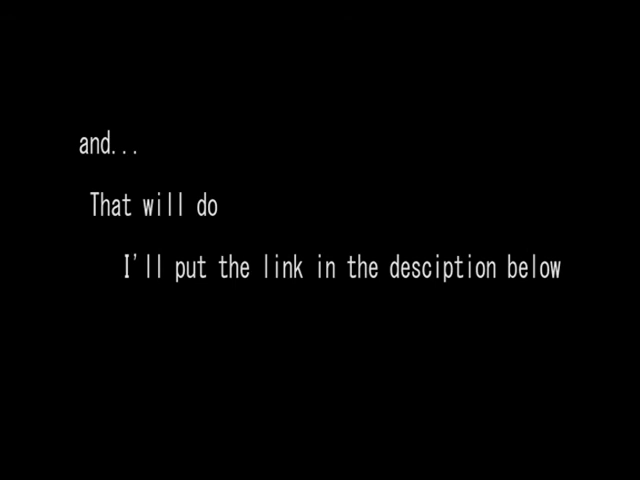 and...
That will do
I'll put the link in the desciption below